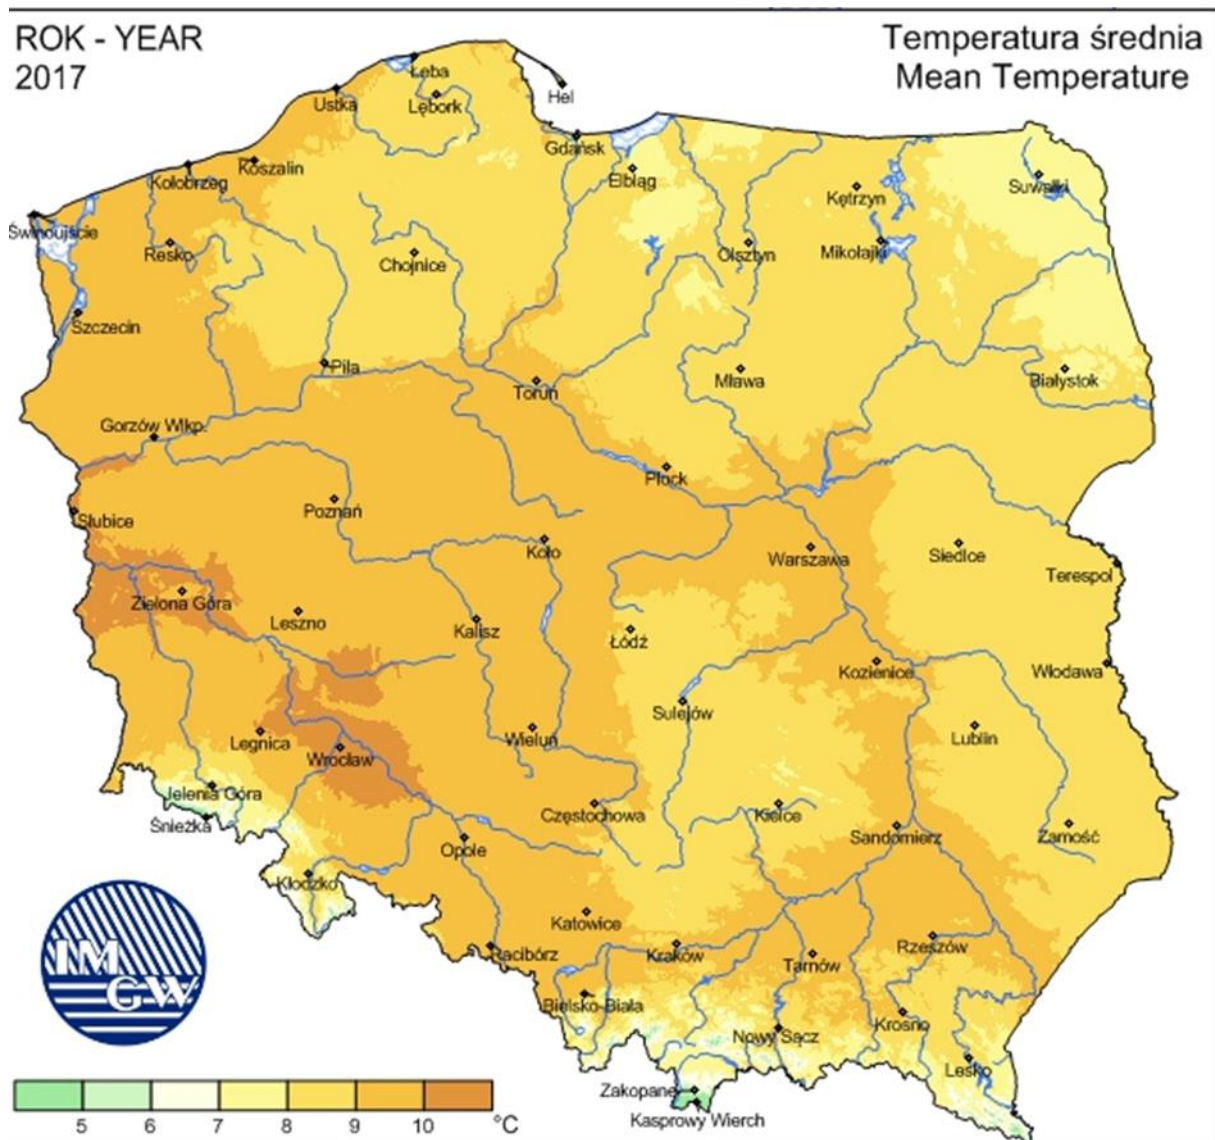 ROK - YEAR
2017
Temperatura średnia
Mean Temperature
Łeba
Ustka
Lębork
Hel
Gdańsk
Koszalin
Kołobrzeg
Elbląg
Suwałki
Kętrzyn
Świnoujście
Resko
Chojnice
Olsztyn
Mikołajki
Szczecin
Piła
Toruń
Mława
Białystok
Gorzów Wlkp.
Płock
Słubice
Poznań
Koło
Warszawa
Siedlce
Terespol
Zielona Góra
Leszno
Kalisz
Łódź
Kozienice
Włodawa
Sulejów
Legnica
Wrocław
Wieluń
Lublin
Jelenia Góra
Śnieżka
Częstochowa
Kielce
Sandomierz
Zamość
Opole
Kłodzko
Katowice
Racibórz
Kraków
Tarnów
Rzeszów
Bielsko-Biała
Nowy Sącz
Krosno
Lesko
Zakopane
Kasprowy Wierch
IM
GW
5 6 7 8 9 10 °C